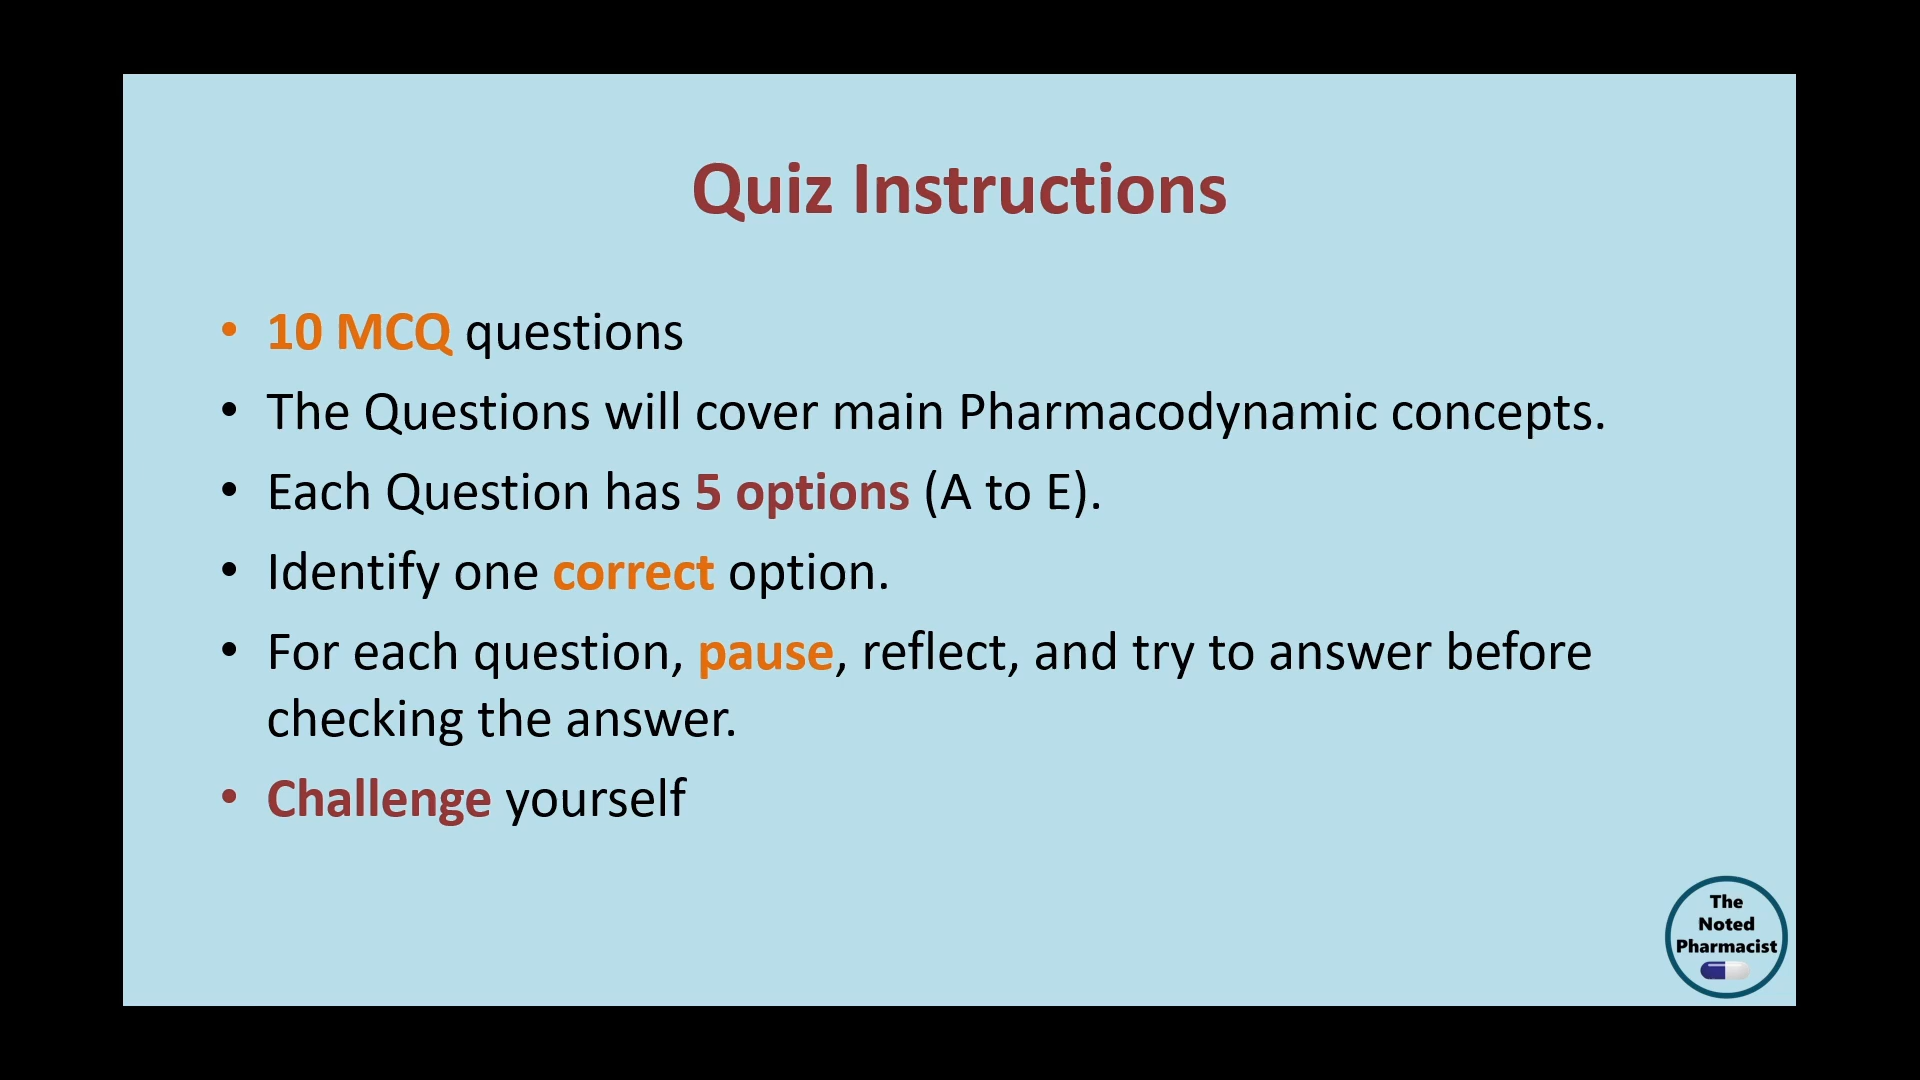 Quiz Instructions
• 10 MCQ questions
• The Questions will cover main Pharmacodynamic concepts.
• Each Question has 5 options (A to E).
• Identify one correct option.
• For each question, pause, reflect, and try to answer before
checking the answer.
• Challenge yourself
The
Noted
Pharmacist